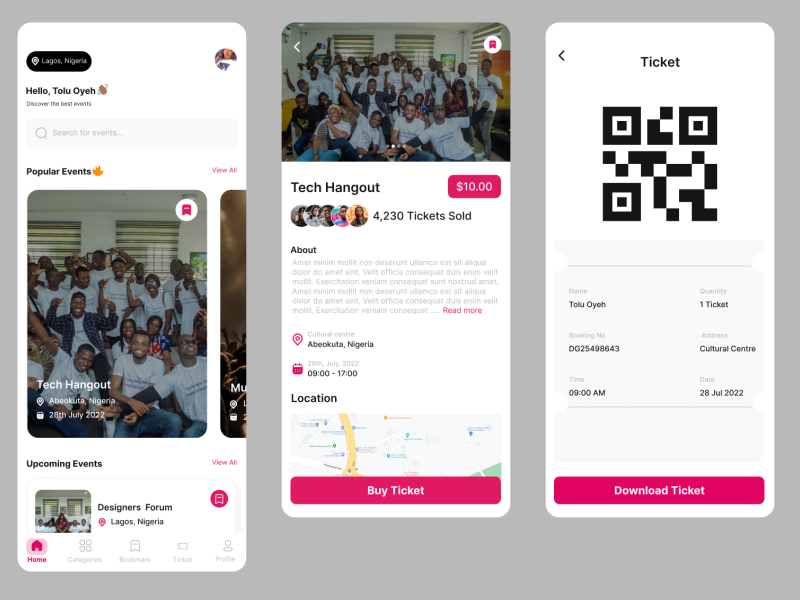 Lagos, Nigeria
Hello, Tolu Oyeh
Discover the best events
Search for events...
Popular Events
View All
Tech Hangout
Abeokuta, Nigeria
28th July 2022
Mu
L
2
Upcoming Events
View All
Designers Forum
Lagos, Nigeria
Home
Categories
Bookmark
Ticket
Profile
Tech Hangout
$10.00
4,230 Tickets Sold
About
Amet minim mollit non deserunt ullamco est sit aliqua
dolor do amet sint. Velit officia consequat duis enim velit
mollit. Exercitation veniam consequat sunt nostrud amet.
Amet minim mollit non deserunt ullamco est sit aliqua
dolor do amet sint. Velit officia consequat duis enim velit
mollit. Exercitation veniam consequat .... Read more
Cultural centre
Abeokuta, Nigeria
28th, July, 2022
09:00 - 17:00
Location
Buy Ticket
Ticket
Name
Quantity
Tolu Oyeh
1 Ticket
Booking No
Address
DG25498643
Cultural Centre
Time
Date
09:00 AM
28 Jul 2022
Download Ticket